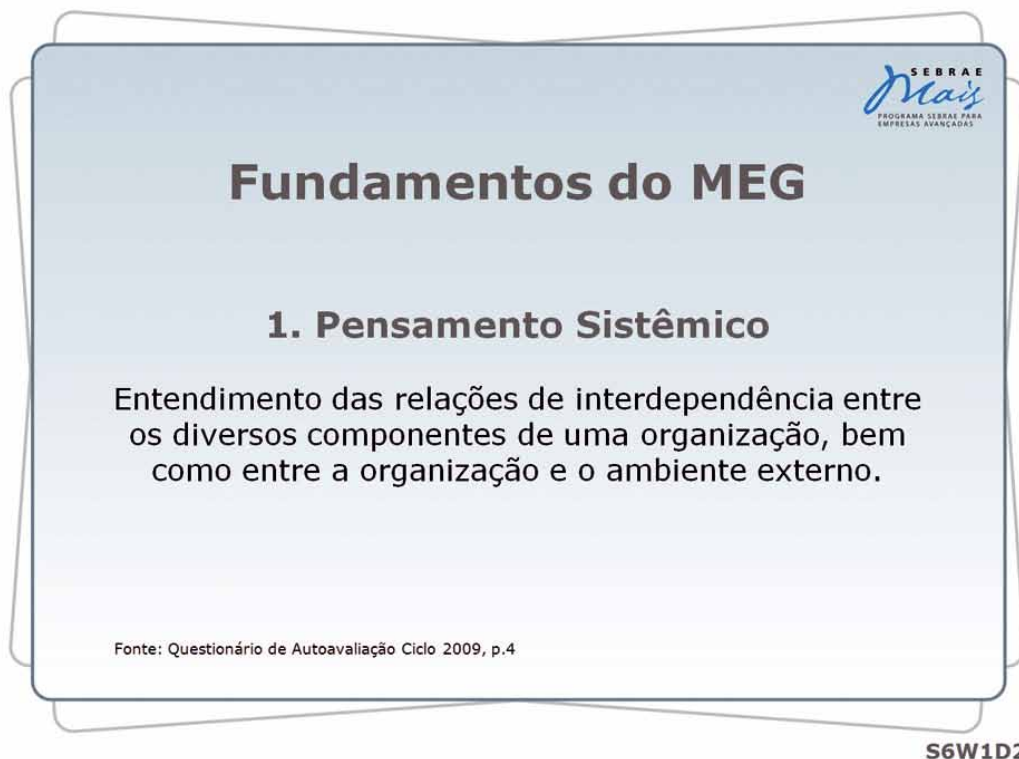 SEBRAE
Mais
PROGRAMA SEBRAE PARA
EMPRESAS AVANÇADAS
Fundamentos do MEG
1. Pensamento Sistêmico
Entendimento das relações de interdependência entre
os diversos componentes de uma organização, bem
como entre a organização e o ambiente externo.
Fonte: Questionário de Autoavaliação Ciclo 2009, p.4
S6W1D2